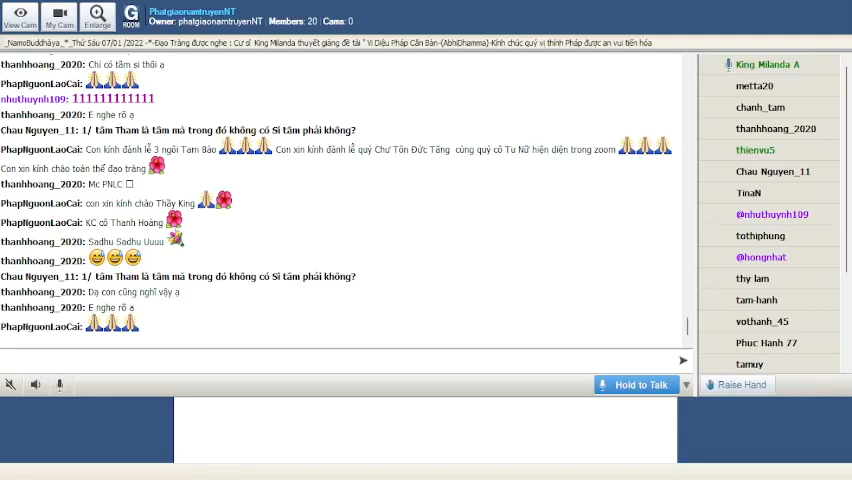 PhatgiaonamtruyenNT
Owner: phatgiaonamtruyenNT | Members: 20 | Cams: 0
View Cam
My Cam
Enlarge
G
ROOM
_NamoBuddhàya_*_Thứ Sáu 07/01 /2022 -*-Đạo Tràng được nghe : Cư sĩ King Milanda thuyết giảng đề tài " Vi Diệu Pháp Căn Bản-(AbhiDhamma)-Kính chúc quý vị thính Pháp được an vui tiến hóa
thanhhoang_2020: Chỉ có tầm si thôi ạ
PhapNguonLaoCai: 🙏🙏🙏
nhuthuynh109: 111111111111
thanhhoang_2020: E nghe rõ ạ
Chau Nguyen_11: 1/ tâm Tham là tâm mà trong đó không có Si tâm phải không?
PhapNguonLaoCai: Con kính đảnh lễ 3 ngôi Tam Bảo 🙏🙏🙏 Con xin kính đảnh lễ quý Chư Tôn Đức Tăng cùng quý cô Tu Nữ hiện diện trong zoom 🙏🙏🙏
Con xin kính chào toàn thể đạo tràng 🌺
thanhhoang_2020: Mc PNLC □
PhapNguonLaoCai: con xin kính chào Thầy King 🙏🌺
PhapNguonLaoCai: KC cô Thanh Hoàng 🌺
thanhhoang_2020: Sadhu Sadhu Uuuu 💐
thanhhoang_2020: 😅😅😅
Chau Nguyen_11: 1/ tâm Tham là tâm mà trong đó không có Si tâm phải không?
thanhhoang_2020: Dạ con cũng nghĩ vậy ạ
thanhhoang_2020: E nghe rõ ạ
PhapNguonLaoCai: 🙏🙏🙏
Hold to Talk
King Milanda A
metta20
chanh_tam
thanhhoang_2020
thienvu5
Chau Nguyen_11
TinaN
@nhuthuynh109
tothiphung
@hongnhat
thy lam
tam-hanh
vothanh_45
Phuc Hanh 77
tamuy
Raise Hand